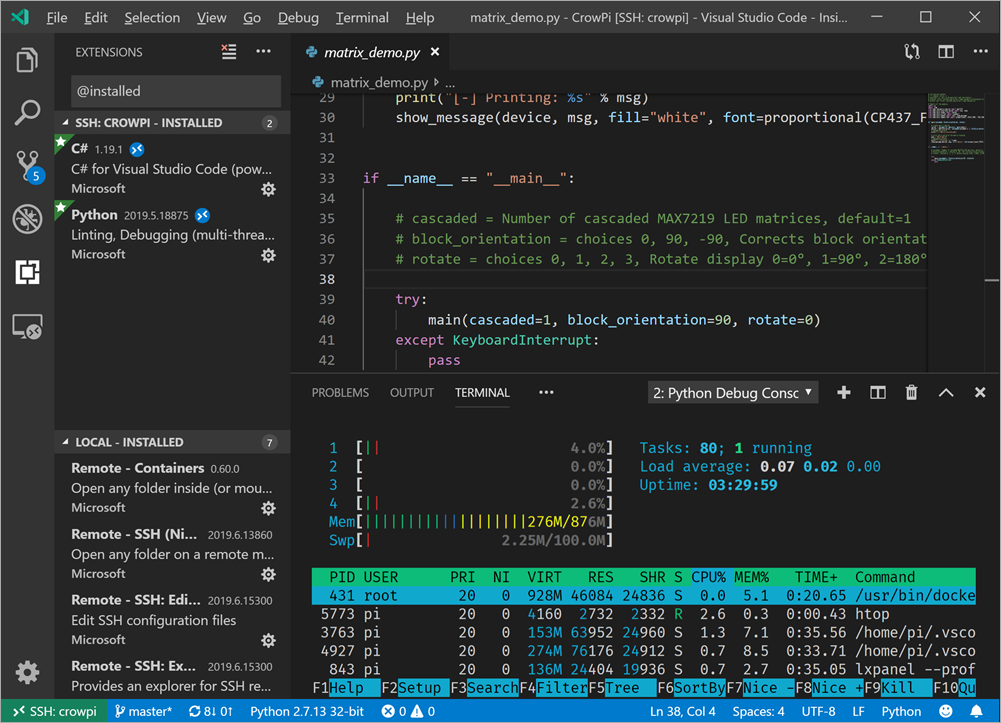 File Edit Selection View Go Debug Terminal Help matrix_demo.py - CrowPi [SSH: crowpi] - Visual Studio Code - Insi...
EXTENSIONS
@installed
SSH: CROWPI - INSTALLED 2
C# 1.19.1
C# for Visual Studio Code (pow...
Microsoft
Python 2019.5.18875
Linting, Debugging (multi-threa...
Microsoft
5
LOCAL - INSTALLED 7
Remote - Containers 0.60.0
Open any folder inside (or mou...
Microsoft
Remote - SSH (Ni... 2019.6.13860
Open any folder on a remote m...
Microsoft
Remote - SSH: Edi... 2019.6.15300
Edit SSH configuration files
Microsoft
Remote - SSH: Ex... 2019.6.15300
Provides an explorer for SSH re...
matrix_demo.py
matrix_demo.py ...
29 print("[-] Printing: %s" % msg)
30 show_message(device, msg, fill="white", font=proportional(CP437_F
31
32
33 if __name__ == "__main__":
34
35 # cascaded = Number of cascaded MAX7219 LED matrices, default=1
36 # block_orientation = choices 0, 90, -90, Corrects block orientat
37 # rotate = choices 0, 1, 2, 3, Rotate display 0=0°, 1=90°, 2=180°
38
39 try:
40 main(cascaded=1, block_orientation=90, rotate=0)
41 except KeyboardInterrupt:
42 pass
PROBLEMS OUTPUT TERMINAL ... 2: Python Debug Consc
1 [|| 4.0%] Tasks: 80; 1 running
2 [ 0.0%] Load average: 0.07 0.02 0.00
3 [ 0.0%] Uptime: 03:29:59
4 [|| 2.6%]
Mem[||||||||||||||||||||276M/876M]
Swp[| 2.25M/100.0M]
PID USER PRI NI VIRT RES SHR S CPU% MEM% TIME+ Command
431 root 20 0 928M 46084 24836 S 0.0 5.1 0:20.65 /usr/bin/docke
5773 pi 20 0 4160 2732 2332 R 2.6 0.3 0:00.43 htop
3763 pi 20 0 153M 63952 24960 S 1.3 7.1 0:35.56 /home/pi/.vsco
4927 pi 20 0 274M 76176 24912 S 0.7 8.5 0:33.71 /home/pi/.vsco
843 pi 20 0 136M 24404 19936 S 0.7 2.7 0:35.05 lxpanel --prof
F1Help F2Setup F3SearchF4FilterF5Tree F6SortByF7Nice -F8Nice +F9Kill F10Qu
SSH: crowpi master* 8↓ 0↑ Python 2.7.13 32-bit 0 0 Ln 38, Col 4 Spaces: 4 UTF-8 LF Python